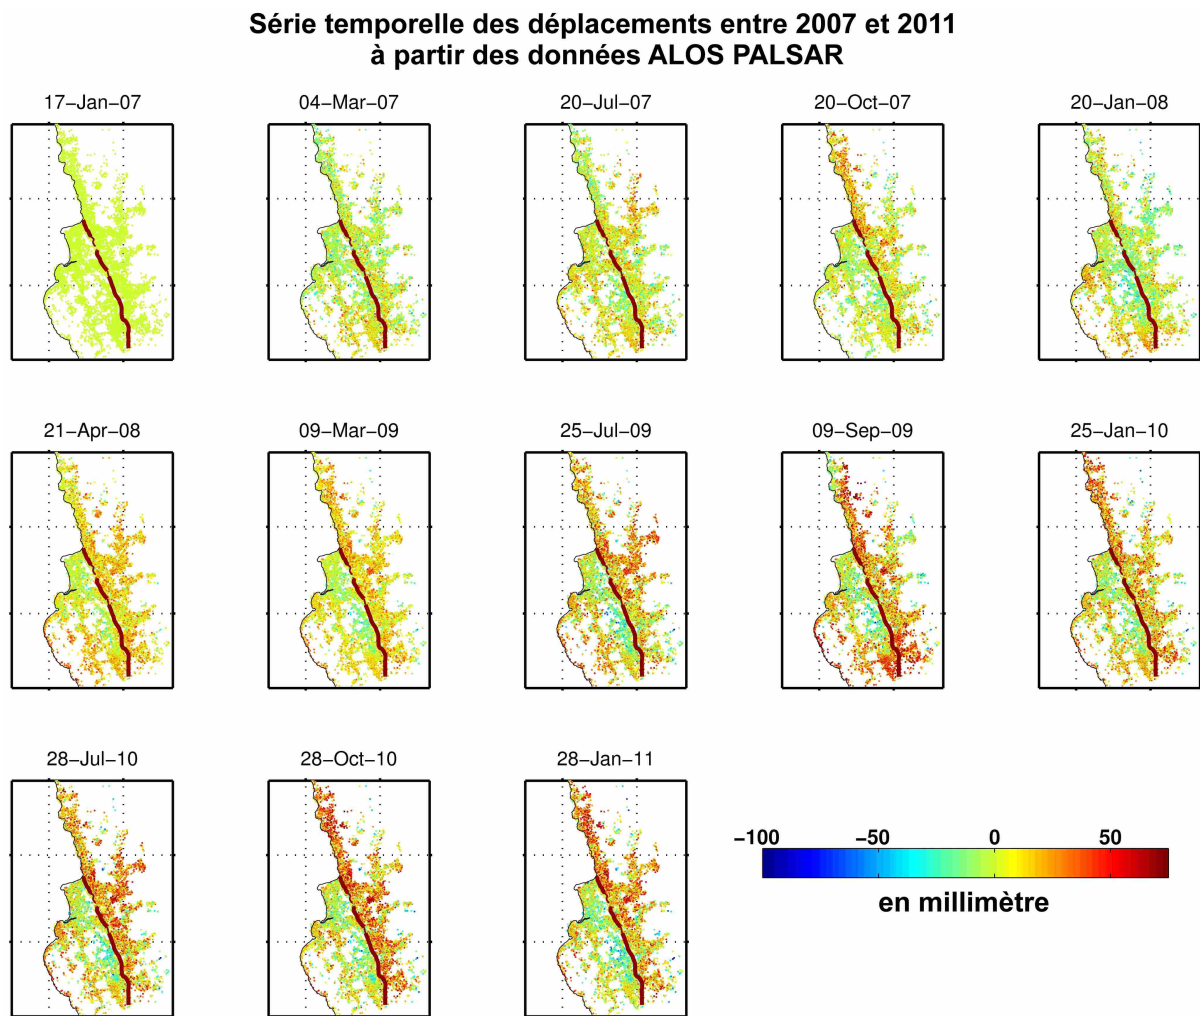 Série temporelle des déplacements entre 2007 et 2011
à partir des données ALOS PALSAR
17−Jan−07
04−Mar−07
20−Jul−07
20−Oct−07
20−Jan−08
21−Apr−08
09−Mar−09
25−Jul−09
09−Sep−09
25−Jan−10
28−Jul−10
28−Oct−10
28−Jan−11
−100 −50 0 50
en millimètre